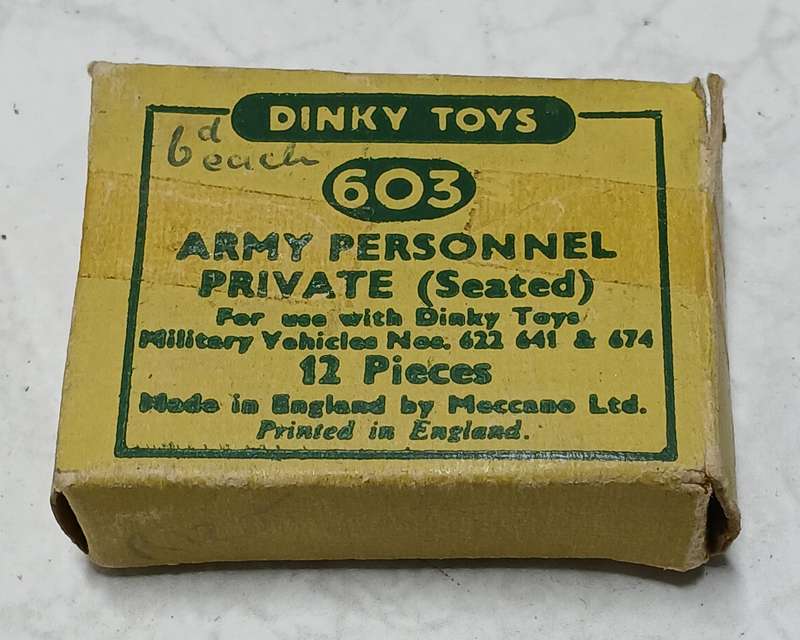 DINKY TOYS
6d each
603
ARMY PERSONNEL
PRIVATE (Seated)
For use with Dinky Toys
Military Vehicles Nos. 622 641 & 674
12 Pieces
Made in England by Meccano Ltd.
Printed in England.